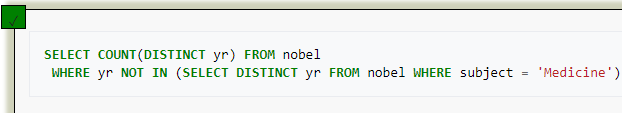 SELECT COUNT(DISTINCT yr) FROM nobel
WHERE yr NOT IN (SELECT DISTINCT yr FROM nobel WHERE subject = 'Medicine')